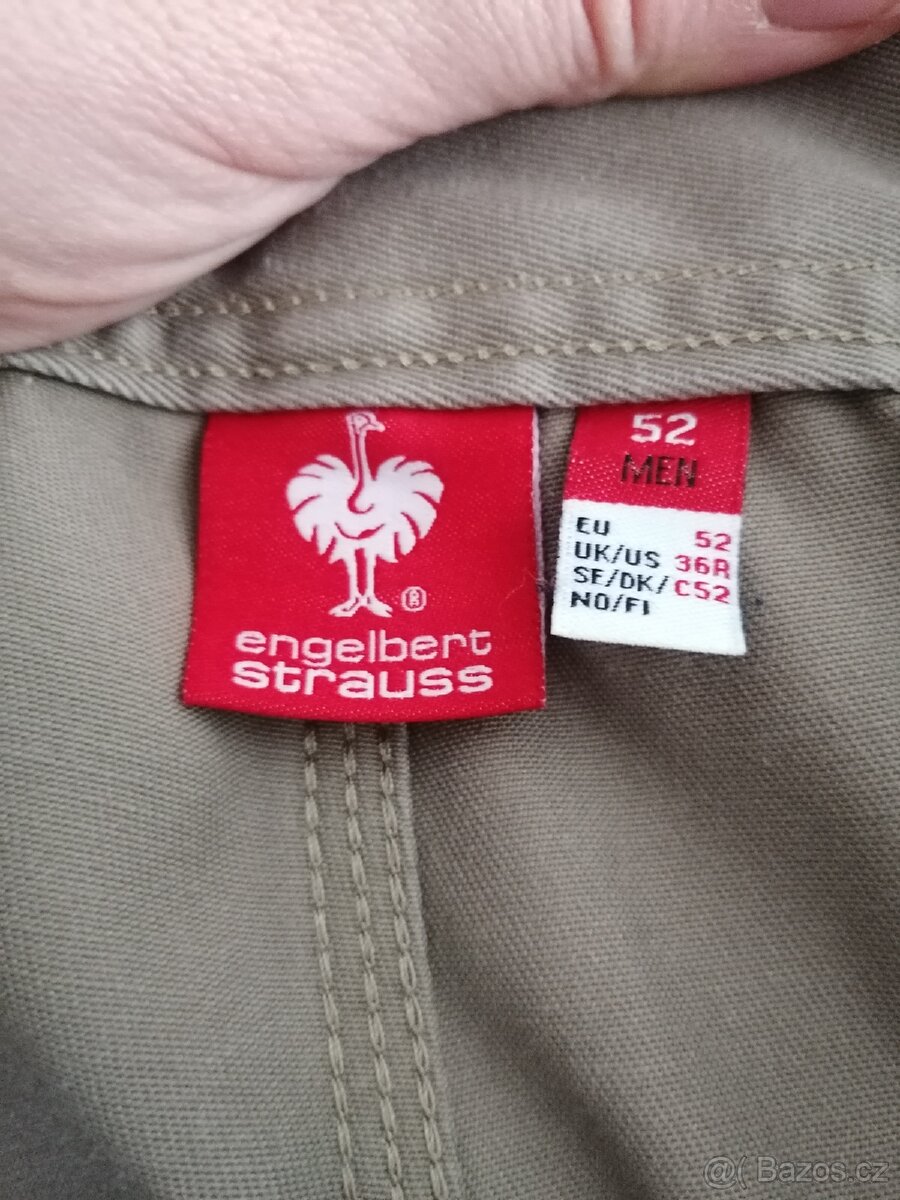 ®
engelbert
strauss
52
MEN
EU 52
UK/US 36R
SE/DK/ C52
NO/FI
@( Bazos.cz